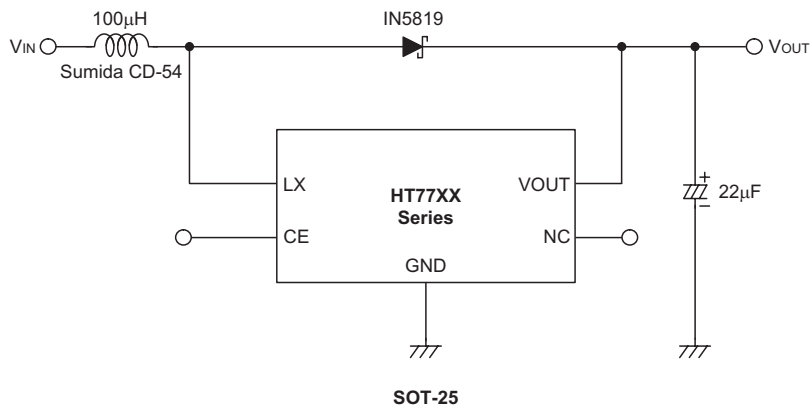 100µH
IN5819
VIN
VOUT
Sumida CD-54
LX
VOUT
HT77XX
Series
+
22µF
−
CE
NC
GND
SOT-25